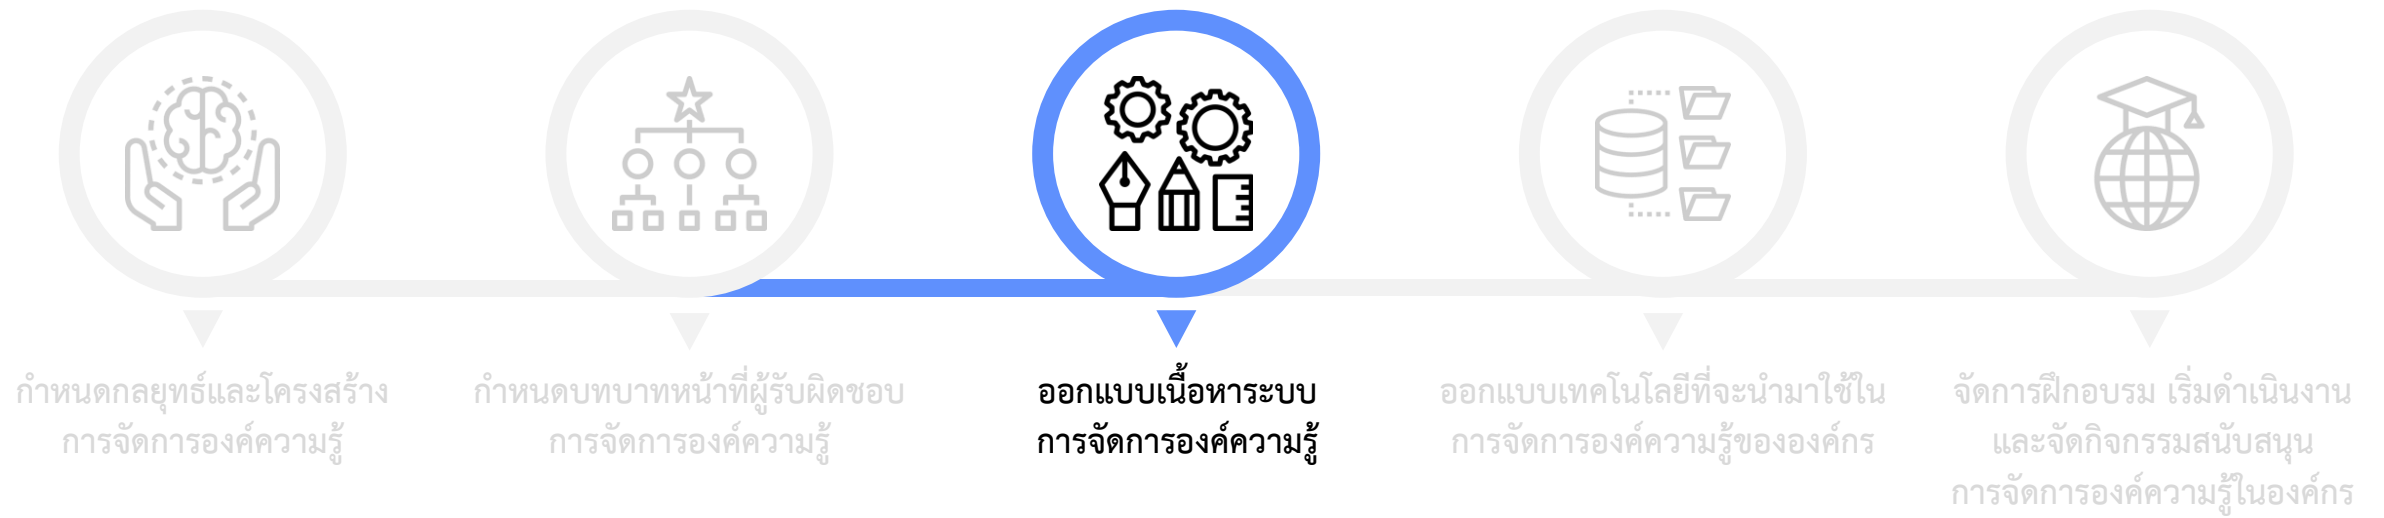 กำหนดกลยุทธ์และโครงสร้าง
การจัดการองค์ความรู้
กำหนดบทบาทหน้าที่ผู้รับผิดชอบ
การจัดการองค์ความรู้
ออกแบบเนื้อหาระบบ
การจัดการองค์ความรู้
ออกแบบเทคโนโลยีที่จะนำมาใช้ใน
การจัดการองค์ความรู้ขององค์กร
จัดการฝึกอบรม เริ่มดำเนินงาน
และจัดกิจกรรมสนับสนุน
การจัดการองค์ความรู้ในองค์กร